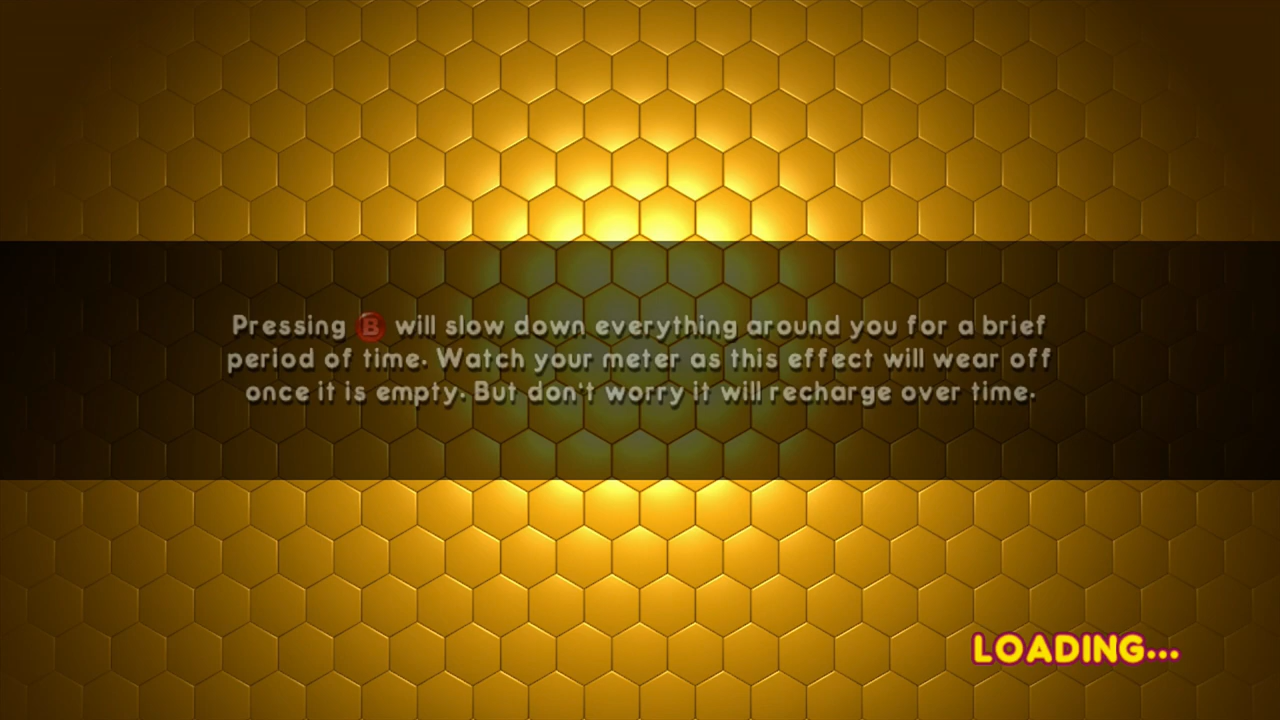 Pressing B will slow down everything around you for a brief
period of time. Watch your meter as this effect will wear off
once it is empty. But don't worry it will recharge over time.
LOADING...